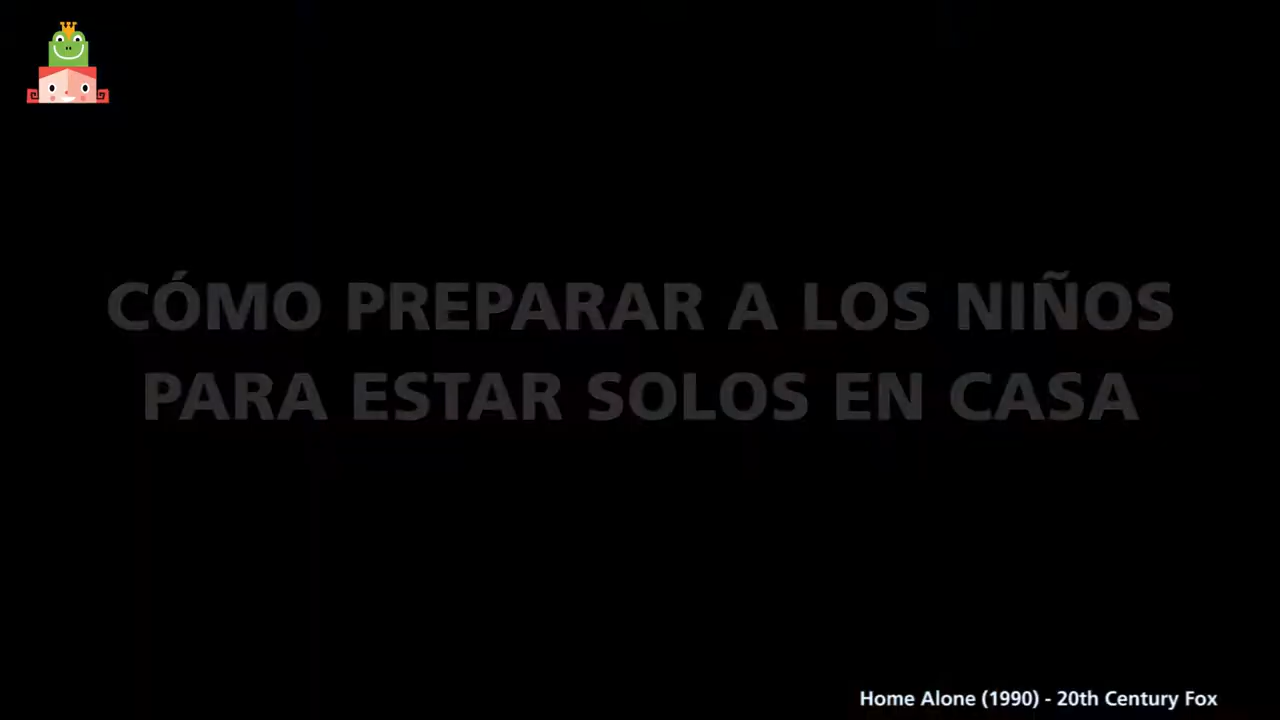 CÓMO PREPARAR A LOS NIÑOS
PARA ESTAR SOLOS EN CASA
Home Alone (1990) - 20th Century Fox